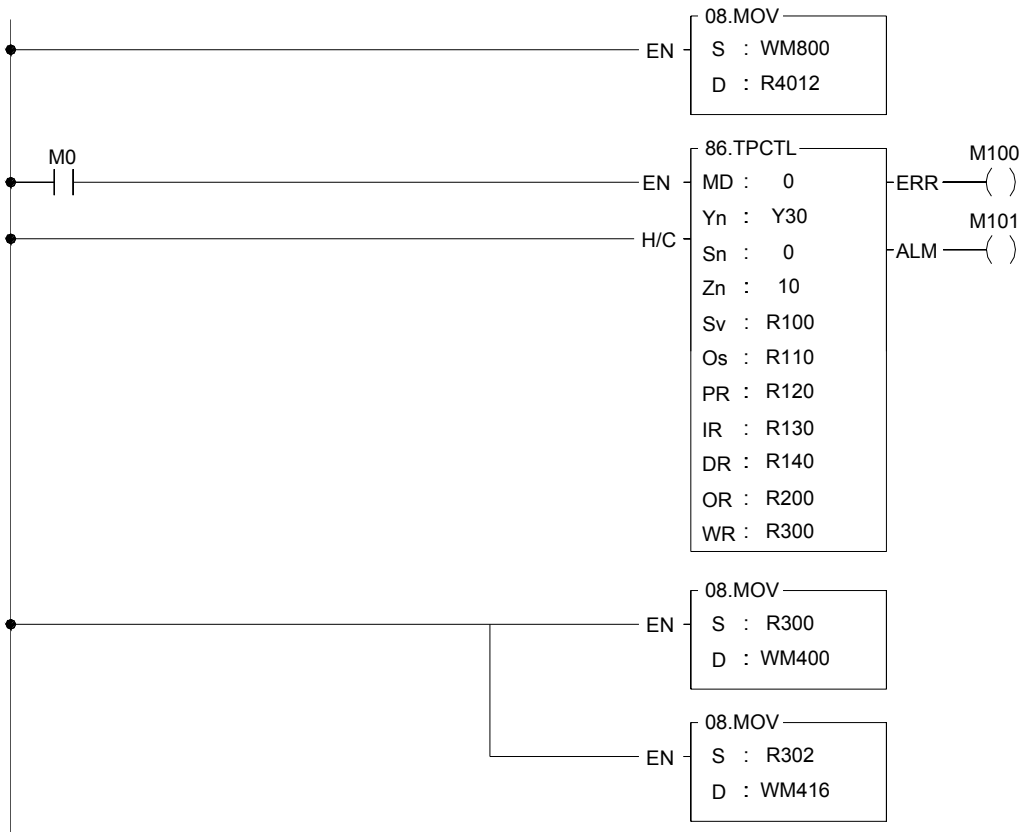 08.MOV
EN S : WM800
D : R4012
M0
86.TPCTL
M100
EN MD : 0 ERR
Yn : Y30
M101
H/C
Sn : 0 ALM
Zn : 10
Sv : R100
Os : R110
PR : R120
IR : R130
DR : R140
OR : R200
WR : R300
08.MOV
EN S : R300
D : WM400
08.MOV
EN S : R302
D : WM416